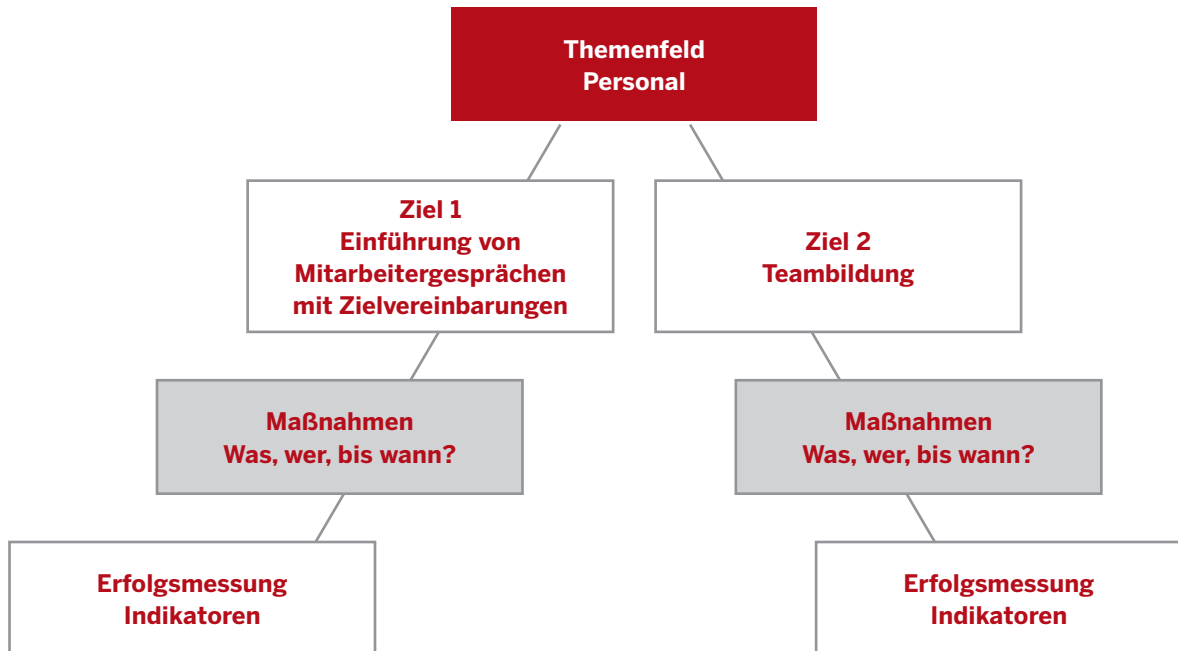 Themenfeld
Personal
Ziel 1
Einführung von
Mitarbeitergesprächen
mit Zielvereinbarungen
Ziel 2
Teambildung
Maßnahmen
Was, wer, bis wann?
Maßnahmen
Was, wer, bis wann?
Erfolgsmessung
Indikatoren
Erfolgsmessung
Indikatoren